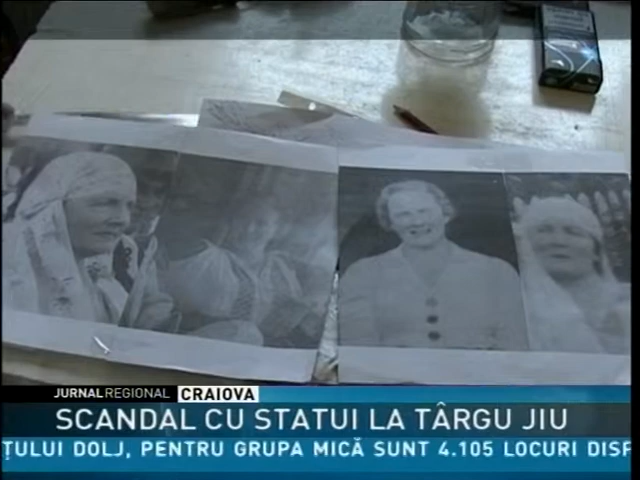 JURNAL REGIONAL CRAIOVA
SCANDAL CU STATUI LA TÂRGU JIU
ȚULUI DOLJ, PENTRU GRUPA MICĂ SUNT 4.105 LOCURI DISP